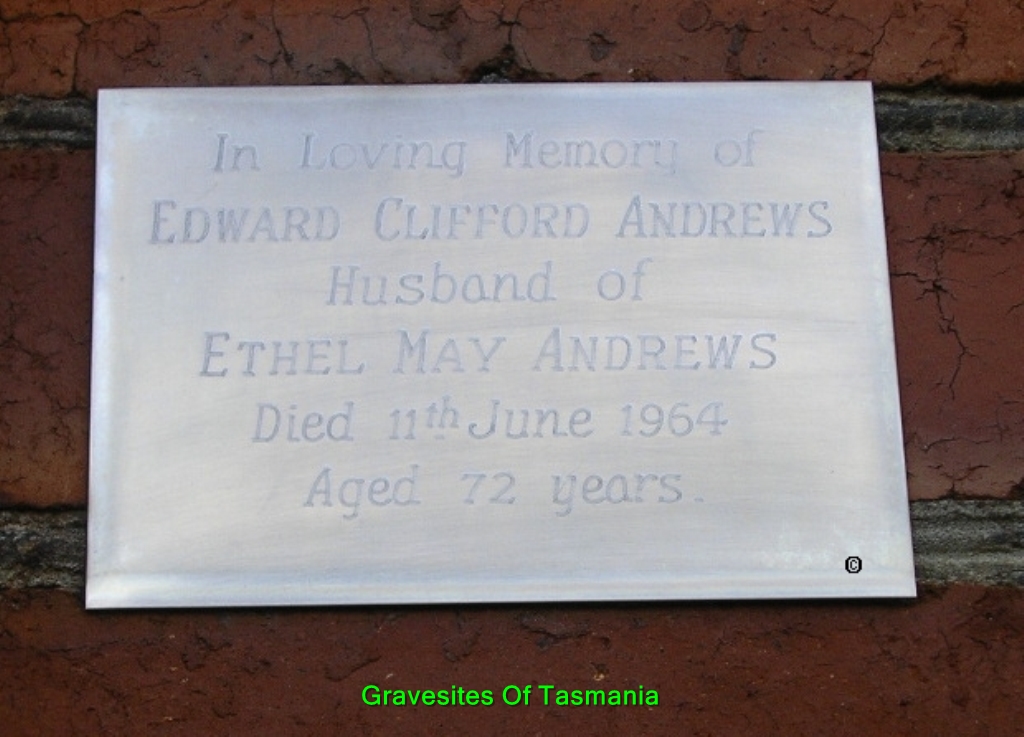 In Loving Memory of
EDWARD CLIFFORD ANDREWS
Husband of
ETHEL MAY ANDREWS
Died 11th June 1964
Aged 72 years.
©
Gravesites Of Tasmania